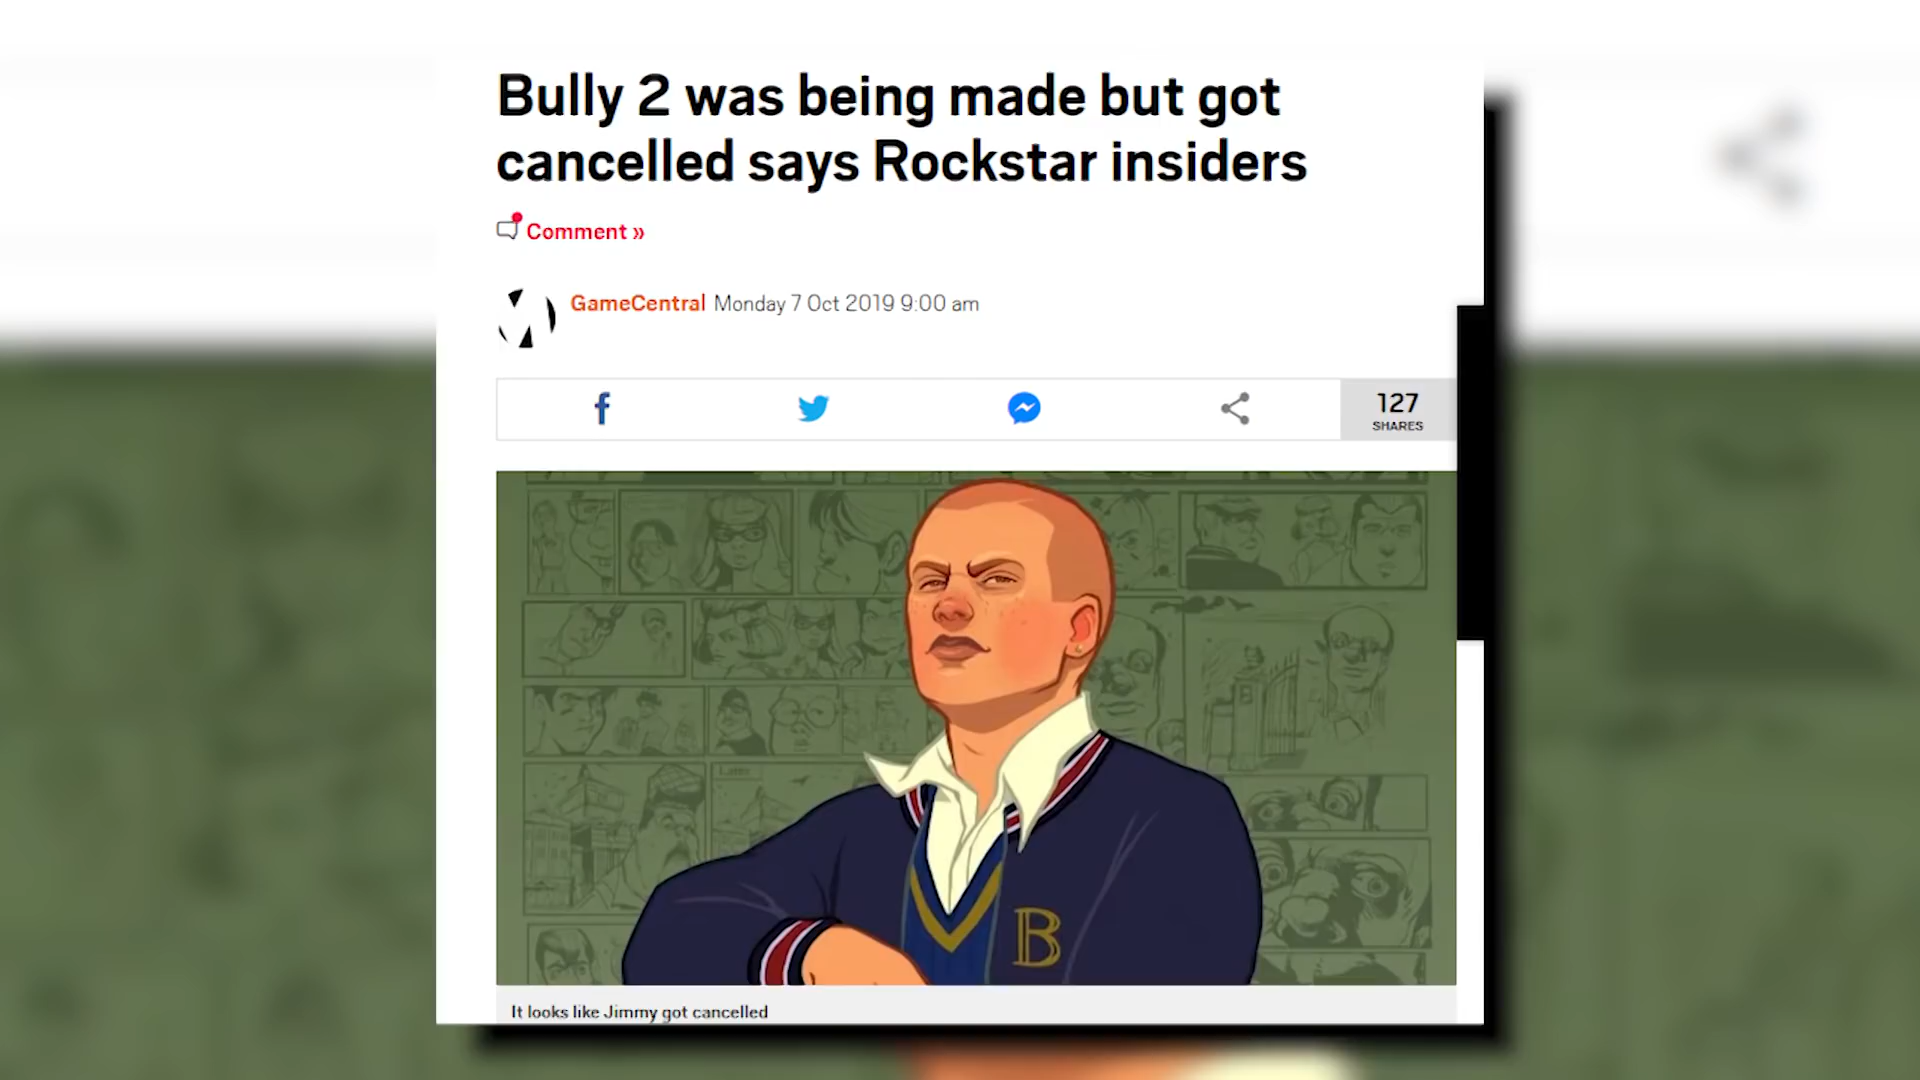 Bully 2 was being made but got
cancelled says Rockstar insiders
Comment »
GameCentral Monday 7 Oct 2019 9:00 am
127
SHARES
Later
B
It looks like Jimmy got cancelled